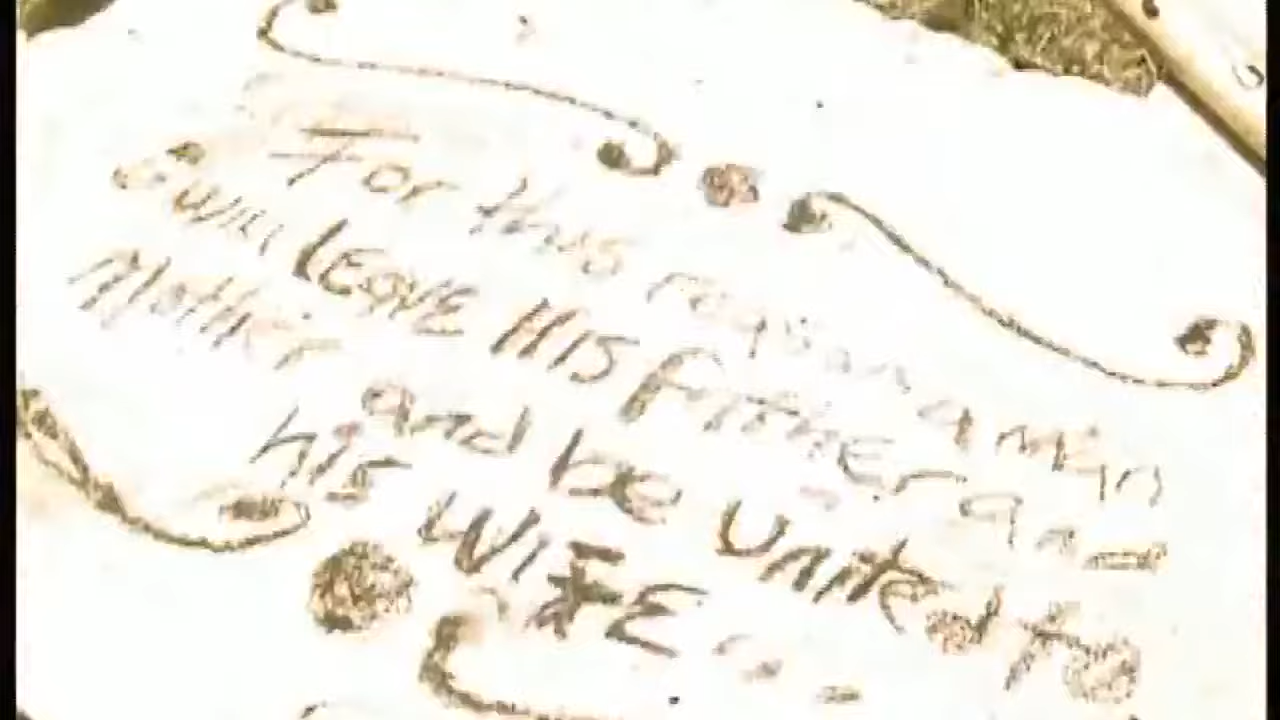 For this reason a man
will LEAVE HIS FATHER and
Mother and be United to
his WIFE